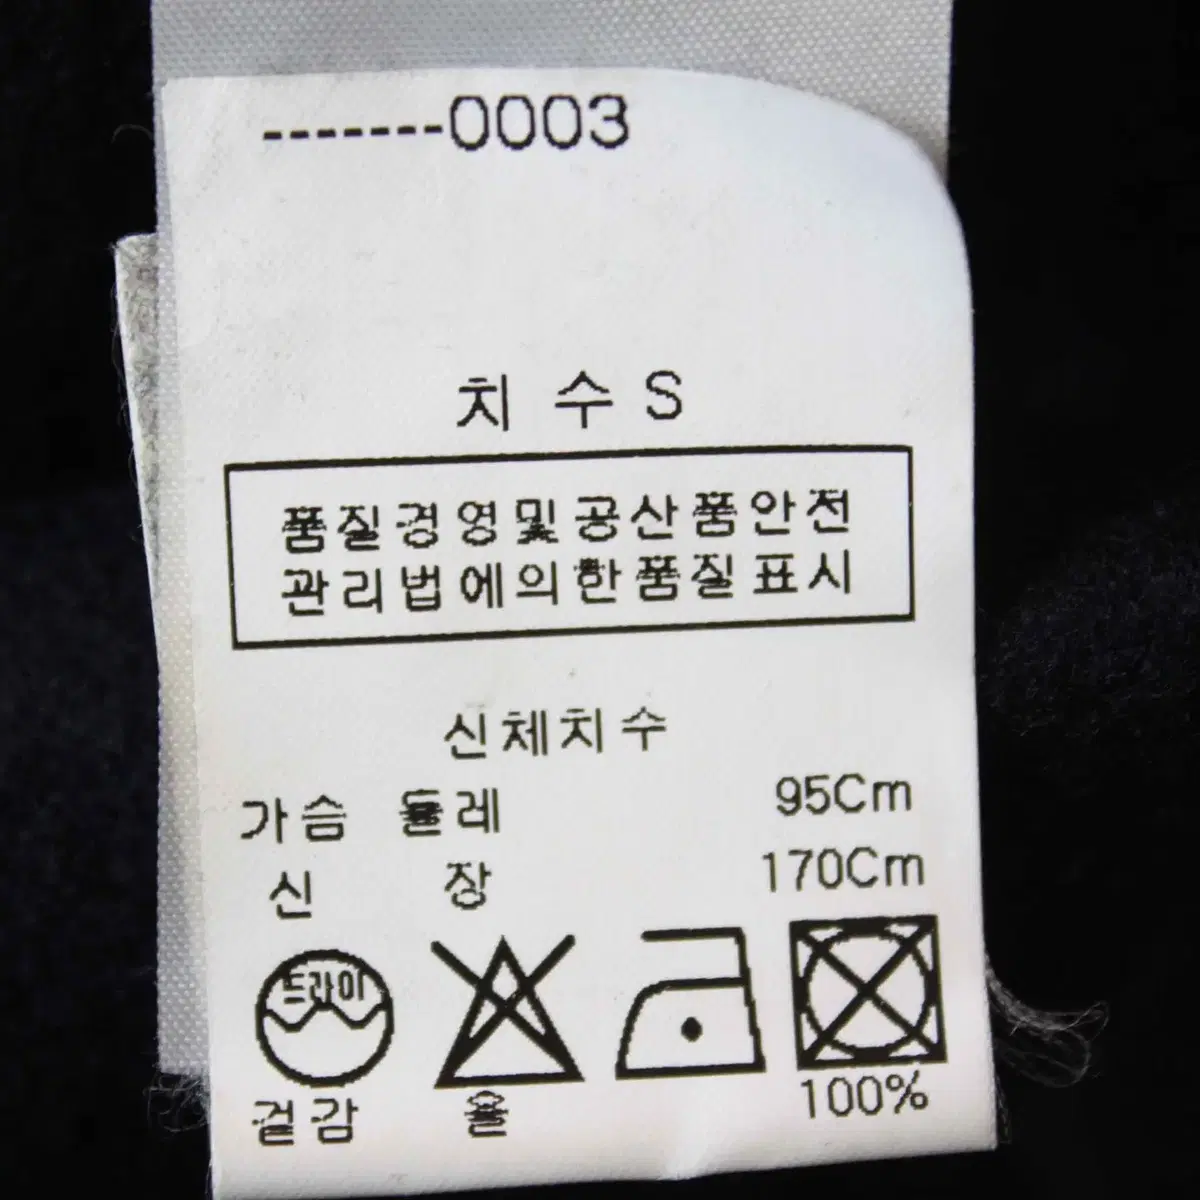 -------0003
치 수 S
품질경영및공산품안전
관리법에의한품질표시
신체치수
가슴 둘레 95Cm
신 장 170Cm
드라이
겉감 울 100%